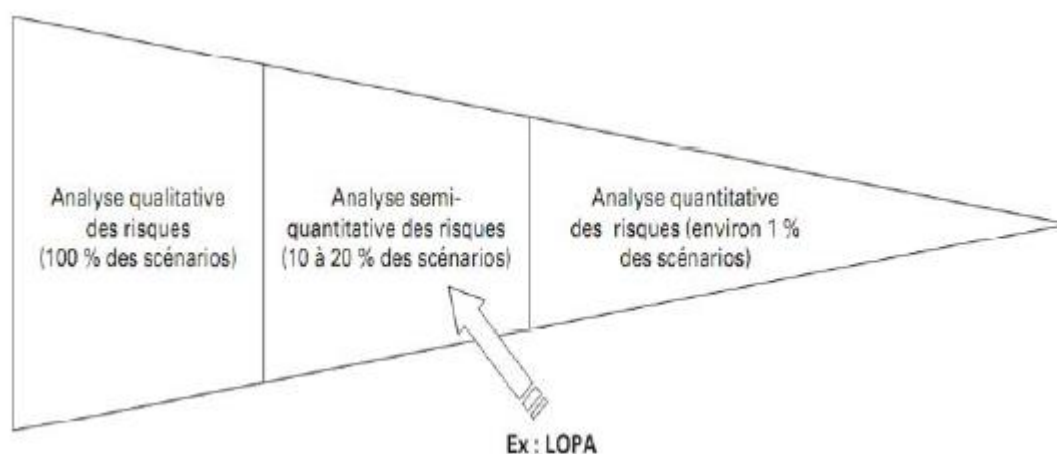 Analyse qualitative
des risques
(100 % des scénarios)
Analyse semi-
quantitative des risques
(10 à 20 % des scénarios)
Analyse quantitative
des risques (environ 1 %
des scénarios)
Ex : LOPA